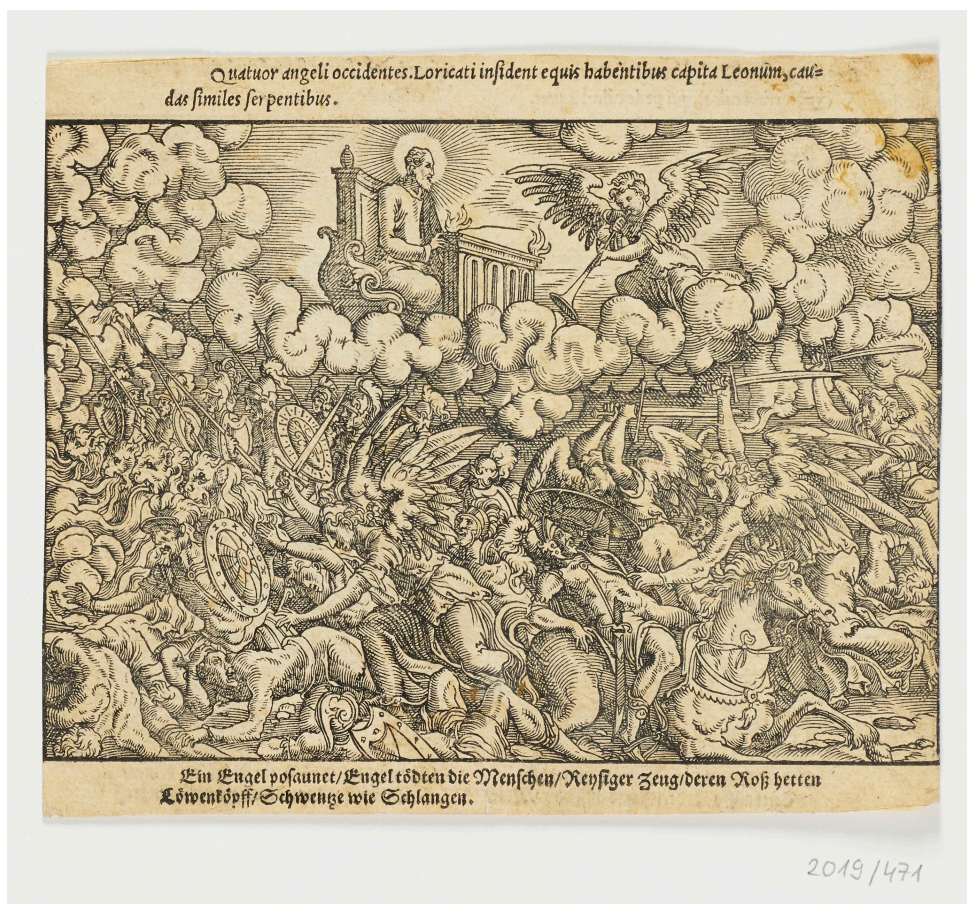 Quatuor angeli occidentes. Loricati insident equis habentibus capita Leonum, cau=
das similes serpentibus.
Ein Engel posaunet/Engel tödten die Menschen/Reysiger Zeug/deren Roß hetten
Löwenköpff/Schwentze wie Schlangen.
2019/471